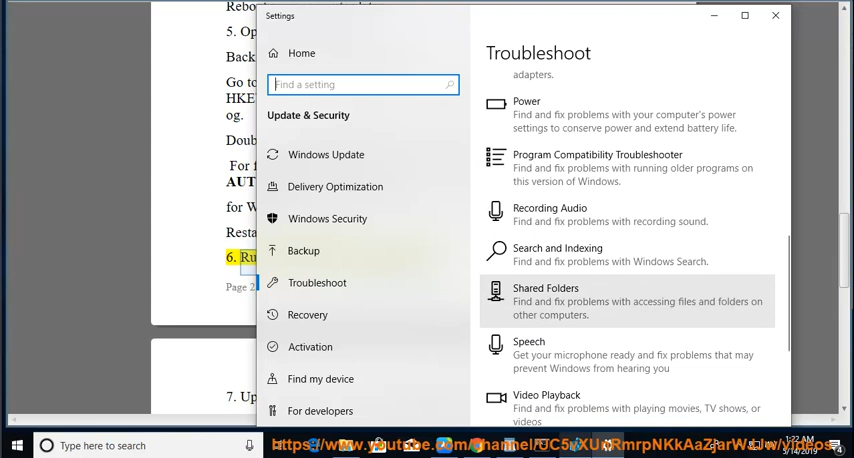 Settings
Home
Find a setting
Update & Security
Windows Update
Delivery Optimization
Windows Security
Backup
Troubleshoot
Recovery
Activation
Find my device
For developers
Troubleshoot
adapters.
Power
Find and fix problems with your computer's power
settings to conserve power and extend battery life.
Program Compatibility Troubleshooter
Find and fix problems with running older programs on
this version of Windows.
Recording Audio
Find and fix problems with recording sound.
Search and Indexing
Find and fix problems with Windows Search.
Shared Folders
Find and fix problems with accessing files and folders on
other computers.
Speech
Get your microphone ready and fix problems that may
prevent Windows from hearing you
Video Playback
Find and fix problems with playing movies, TV shows, or
videos
5. Op
Back
Go to
HKE
og.
Doub
For f
AUT
for W
Resta
6. Ru
Page 2
7. Up
Type here to search
1:22 AM
3/14/2019
4